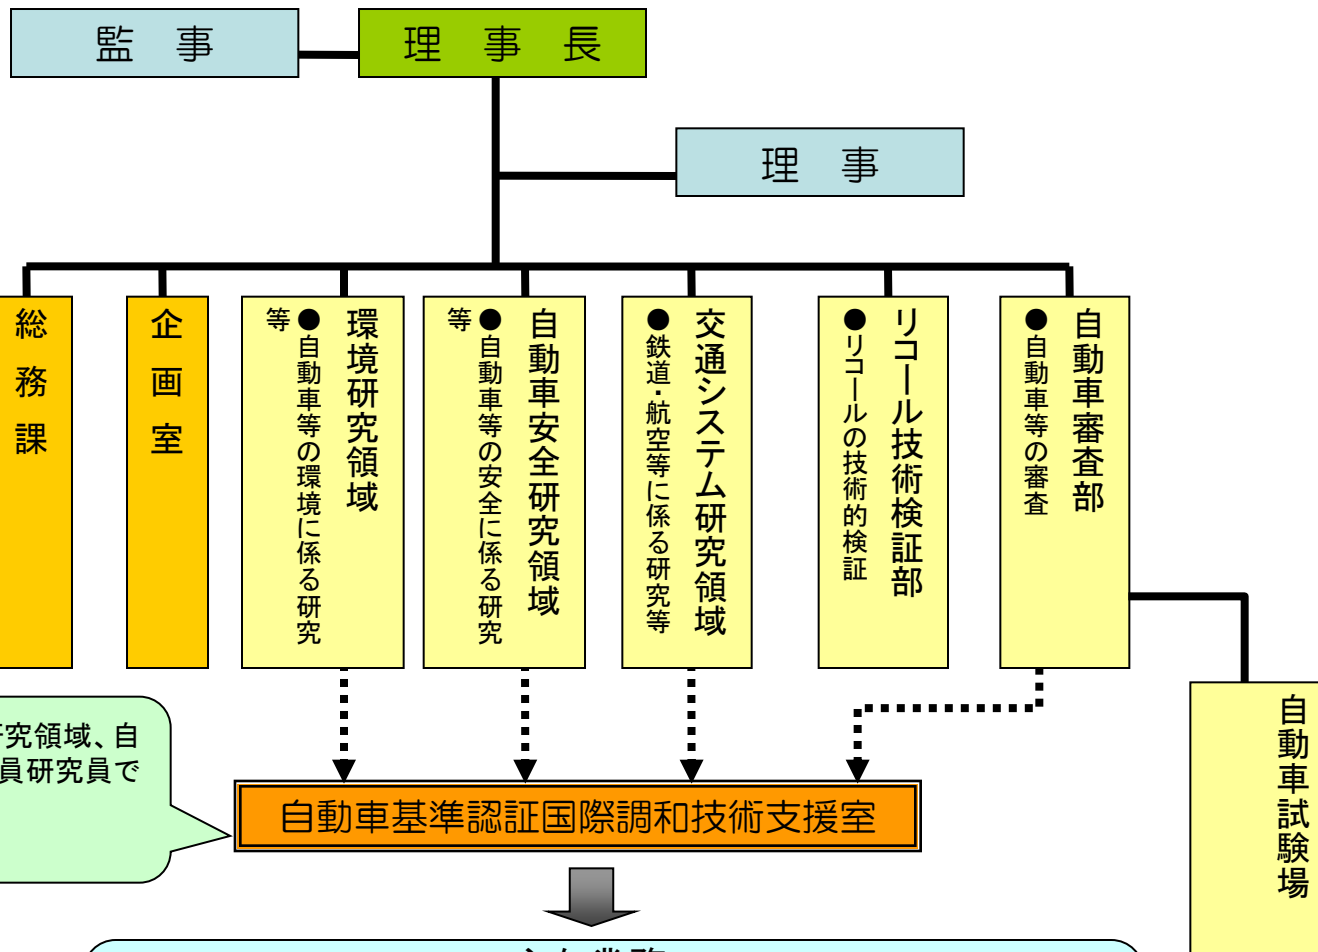 監事
理事長
理事
総務課
企画室
環境研究領域
●自動車等の環境に係る研究
等
自動車安全研究領域
●自動車等の安全に係る研究
等
交通システム研究領域
●鉄道・航空等に係る研究等
リコール技術検証部
●リコールの技術的検証
自動車審査部
●自動車等の審査
自動車試験場
究領域、自
員研究員で
自動車基準認証国際調和技術支援室